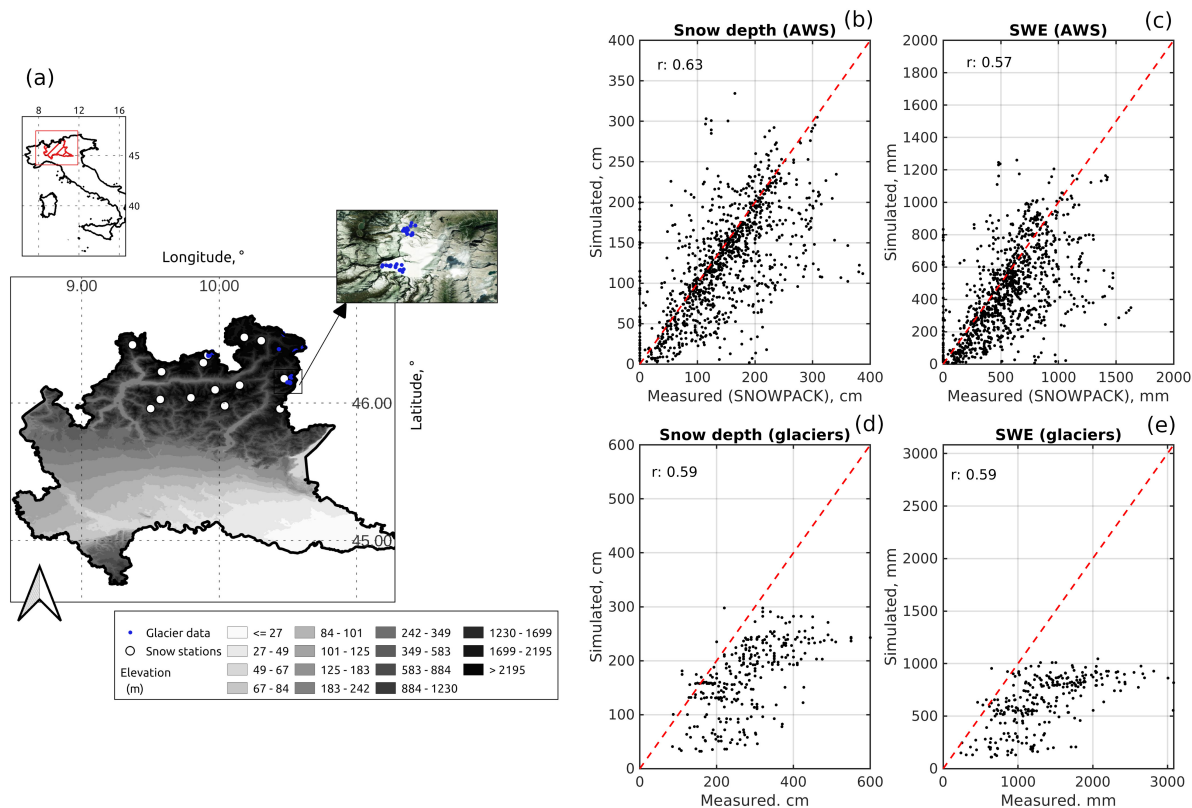 (a)
8 12 16
45
40
Longitude, °
9.00 10.00
Latitude, °
46.00
45.00
Glacier data
Snow stations
Elevation
(m)
<= 27
27 - 49
49 - 67
67 - 84
84 - 101
101 - 125
125 - 183
183 - 242
242 - 349
349 - 583
583 - 884
884 - 1230
1230 - 1699
1699 - 2195
> 2195
(b)
Snow depth (AWS)
r: 0.63
Simulated, cm
400
350
300
250
200
150
100
50
0
0 100 200 300 400
Measured (SNOWPACK), cm
(c)
SWE (AWS)
r: 0.57
Simulated, mm
2000
1800
1600
1400
1200
1000
800
600
400
200
0
0 500 1000 1500 2000
Measured (SNOWPACK), mm
(d)
Snow depth (glaciers)
r: 0.59
Simulated, cm
600
500
400
300
200
100
0
0 200 400 600
Measured, cm
(e)
SWE (glaciers)
r: 0.59
Simulated, mm
3000
2500
2000
1500
1000
500
0
0 1000 2000 3000
Measured, mm